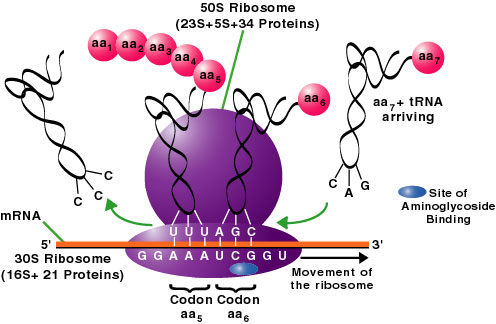 50S Ribosome
(23S+5S+34 Proteins)
aa1 aa2 aa3 aa4 aa5
aa6
aa7
aa7+ tRNA
arriving
C
C
C
C A G
Site of
Aminoglycoside
Binding
mRNA
U U U A G C
5'
3'
30S Ribosome
(16S+ 21 Proteins)
G G A A A U C G G U
Movement of
the ribosome
Codon
aa5
Codon
aa6